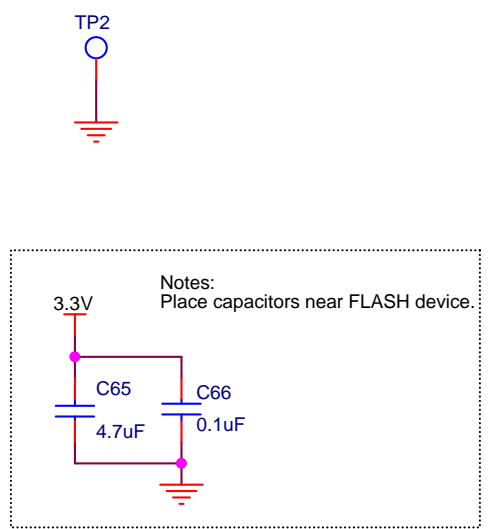 TP2
Notes:
3.3V
Place capacitors near FLASH device.
C65
C66
4.7uF
0.1uF